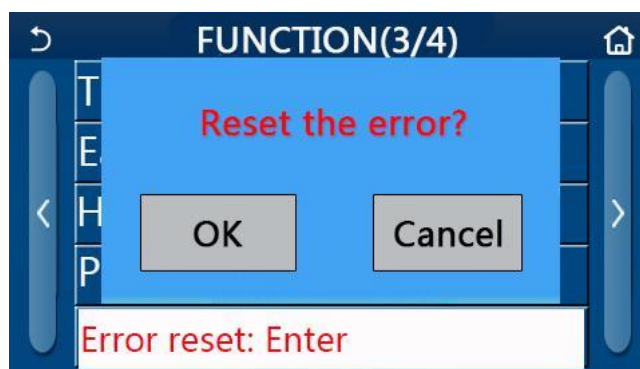 FUNCTION(3/4)
T
Reset the error?
E
H
OK Cancel
P
Error reset: Enter